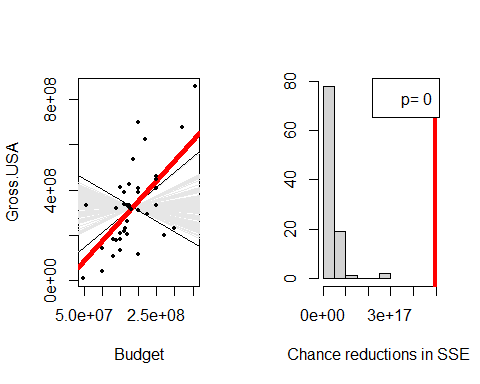 Gross.USA
8e+08
4e+08
0e+00
5.0e+07 2.5e+08
Budget
80
60
40
20
0
p= 0
0e+00 3e+17
Chance reductions in SSE